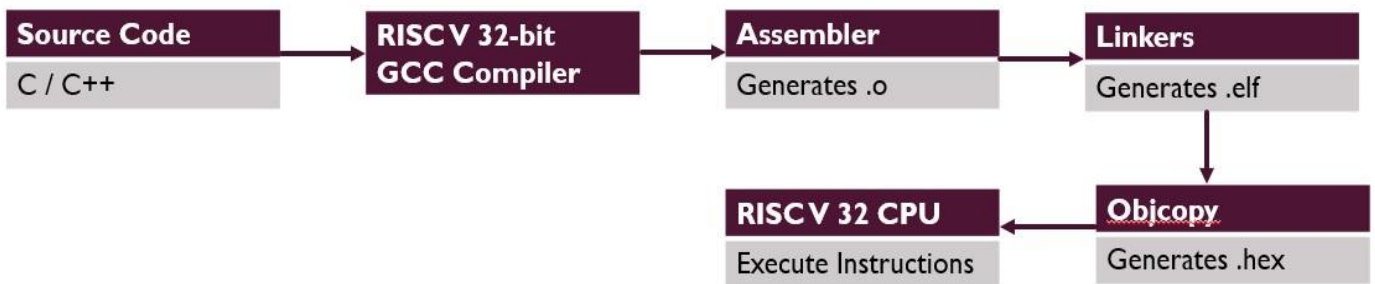 Source Code
C / C++
RISC V 32-bit
GCC Compiler
Assembler
Generates .o
Linkers
Generates .elf
Objcopy
Generates .hex
RISC V 32 CPU
Execute Instructions